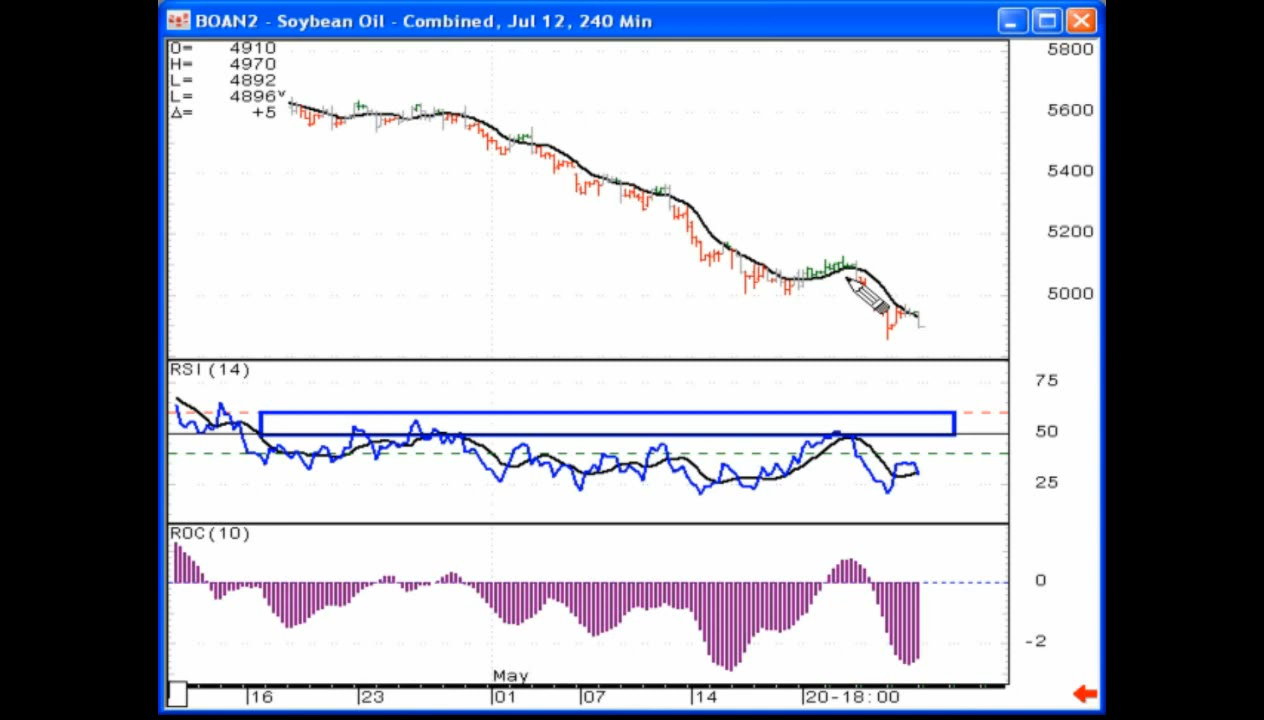 BOAN2 - Soybean Oil - Combined, Jul 12, 240 Min
O= 4910
H= 4970
L= 4892
L= 4896v
Δ= +5
5800
5600
5400
5200
5000
RSI(14)
75
50
25
ROC(10)
0
-2
May
16 23 01 07 14 20-18:00